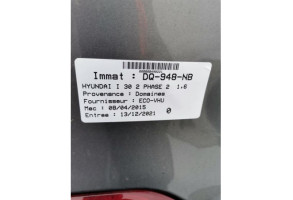 Immat : DQ-948-NB
HYUNDAI I 30 2 PHASE 2 1.6
Provenance : Domaines
Fournisseur : ECO-VHU
Mec : 09/04/2015
Entree : 13/12/2021 0